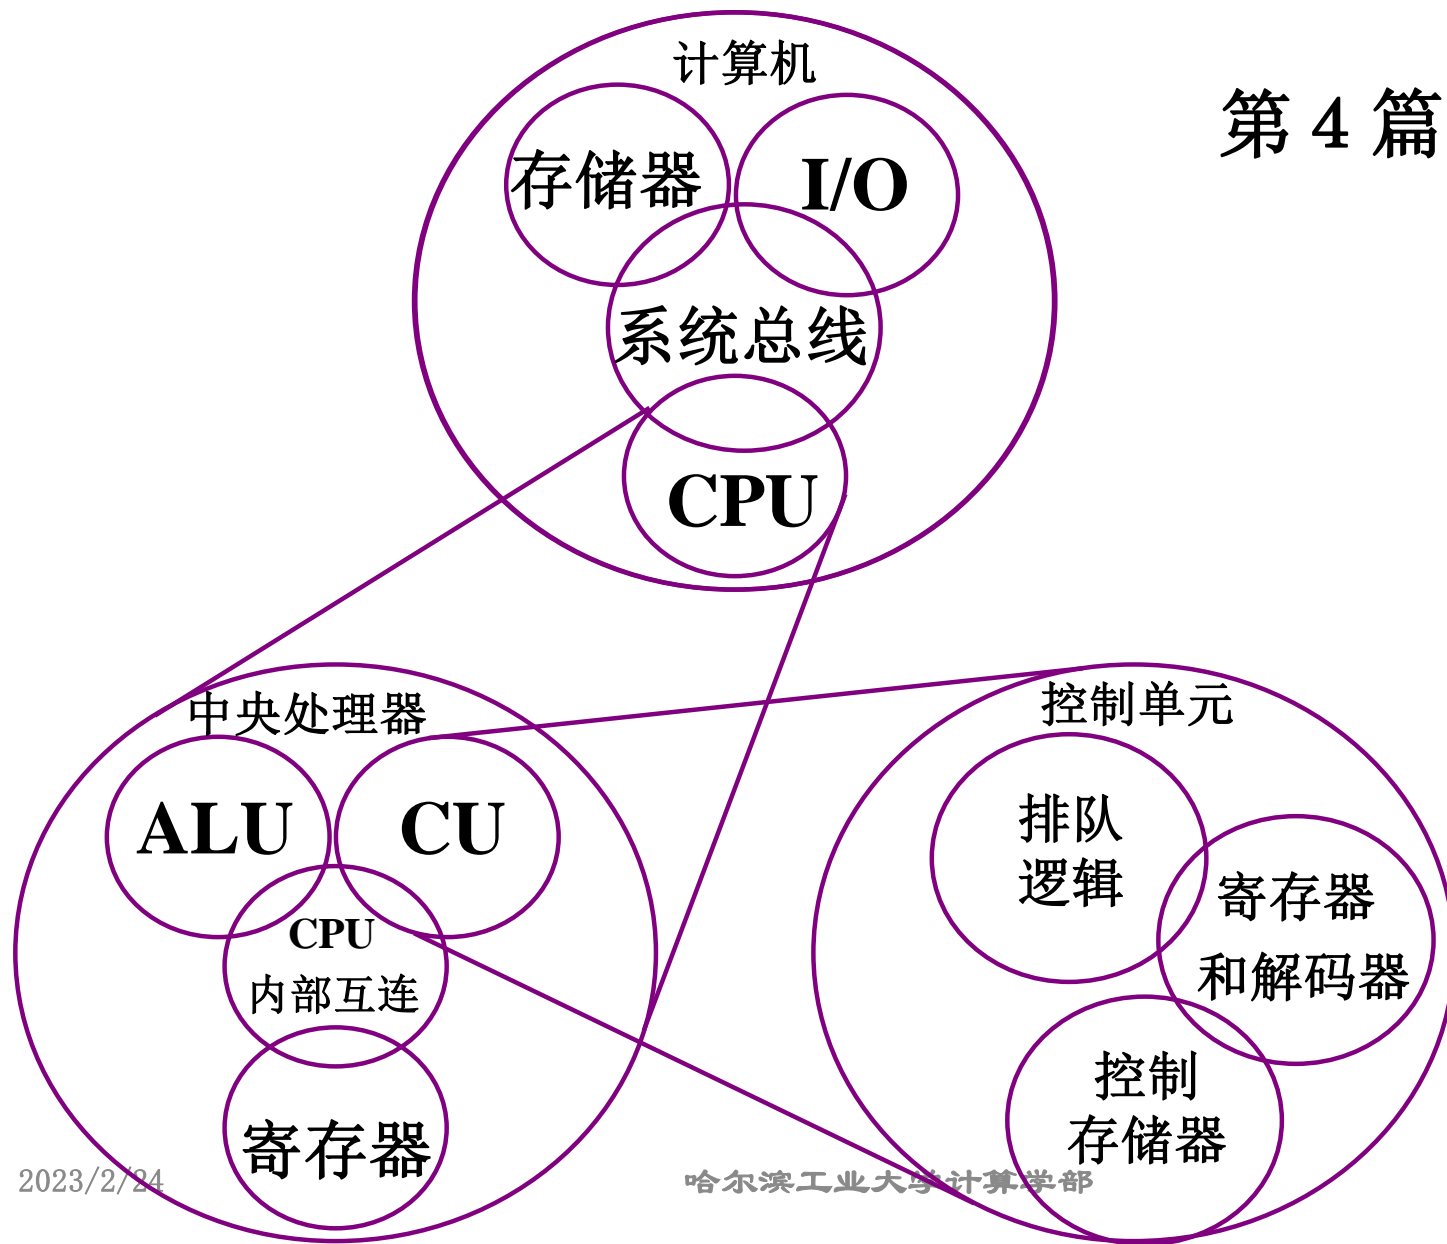 计算机
第 4 篇
存储器
I/O
系统总线
CPU
中央处理器
ALU
CU
CPU
内部互连
寄存器
控制单元
排队
逻辑
寄存器
和解码器
控制
存储器
2023/2/24
哈尔滨工业大学计算学部